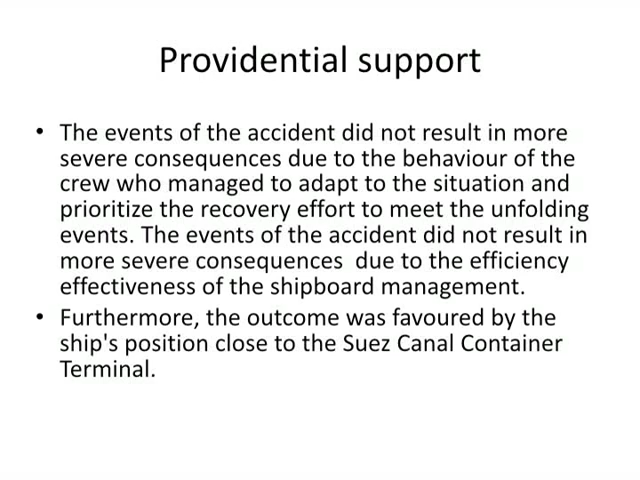 Providential support
• The events of the accident did not result in more
severe consequences due to the behaviour of the
crew who managed to adapt to the situation and
prioritize the recovery effort to meet the unfolding
events. The events of the accident did not result in
more severe consequences  due to the efficiency
effectiveness of the shipboard management.
• Furthermore, the outcome was favoured by the
ship's position close to the Suez Canal Container
Terminal.